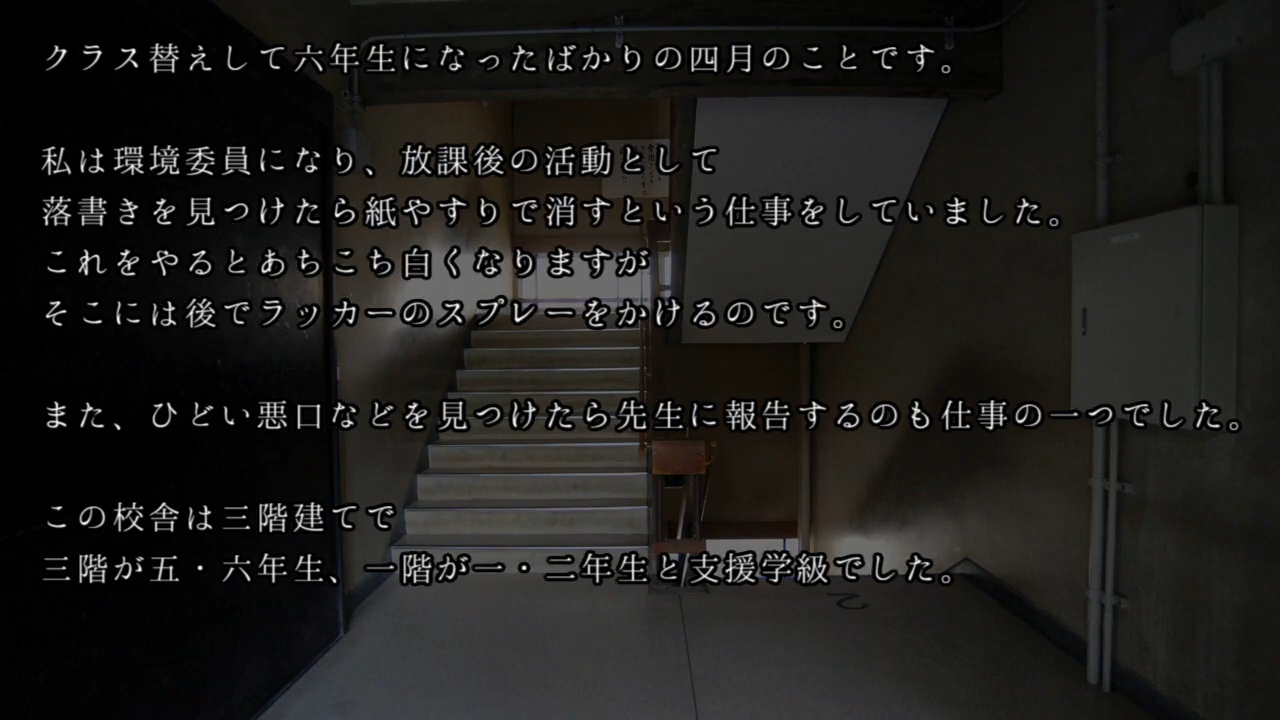 クラス替えして六年生になったばかりの四月のことです。
私は環境委員になり、放課後の活動として
落書きを見つけたら紙やすりで消すという仕事をしていました。
これをやるとあちこち白くなりますが
そこには後でラッカーのスプレーをかけるのです。
また、ひどい悪口などを見つけたら先生に報告するのも仕事の一つでした。
この校舎は三階建てで
三階が五・六年生、一階が一・二年生と支援学級でした。